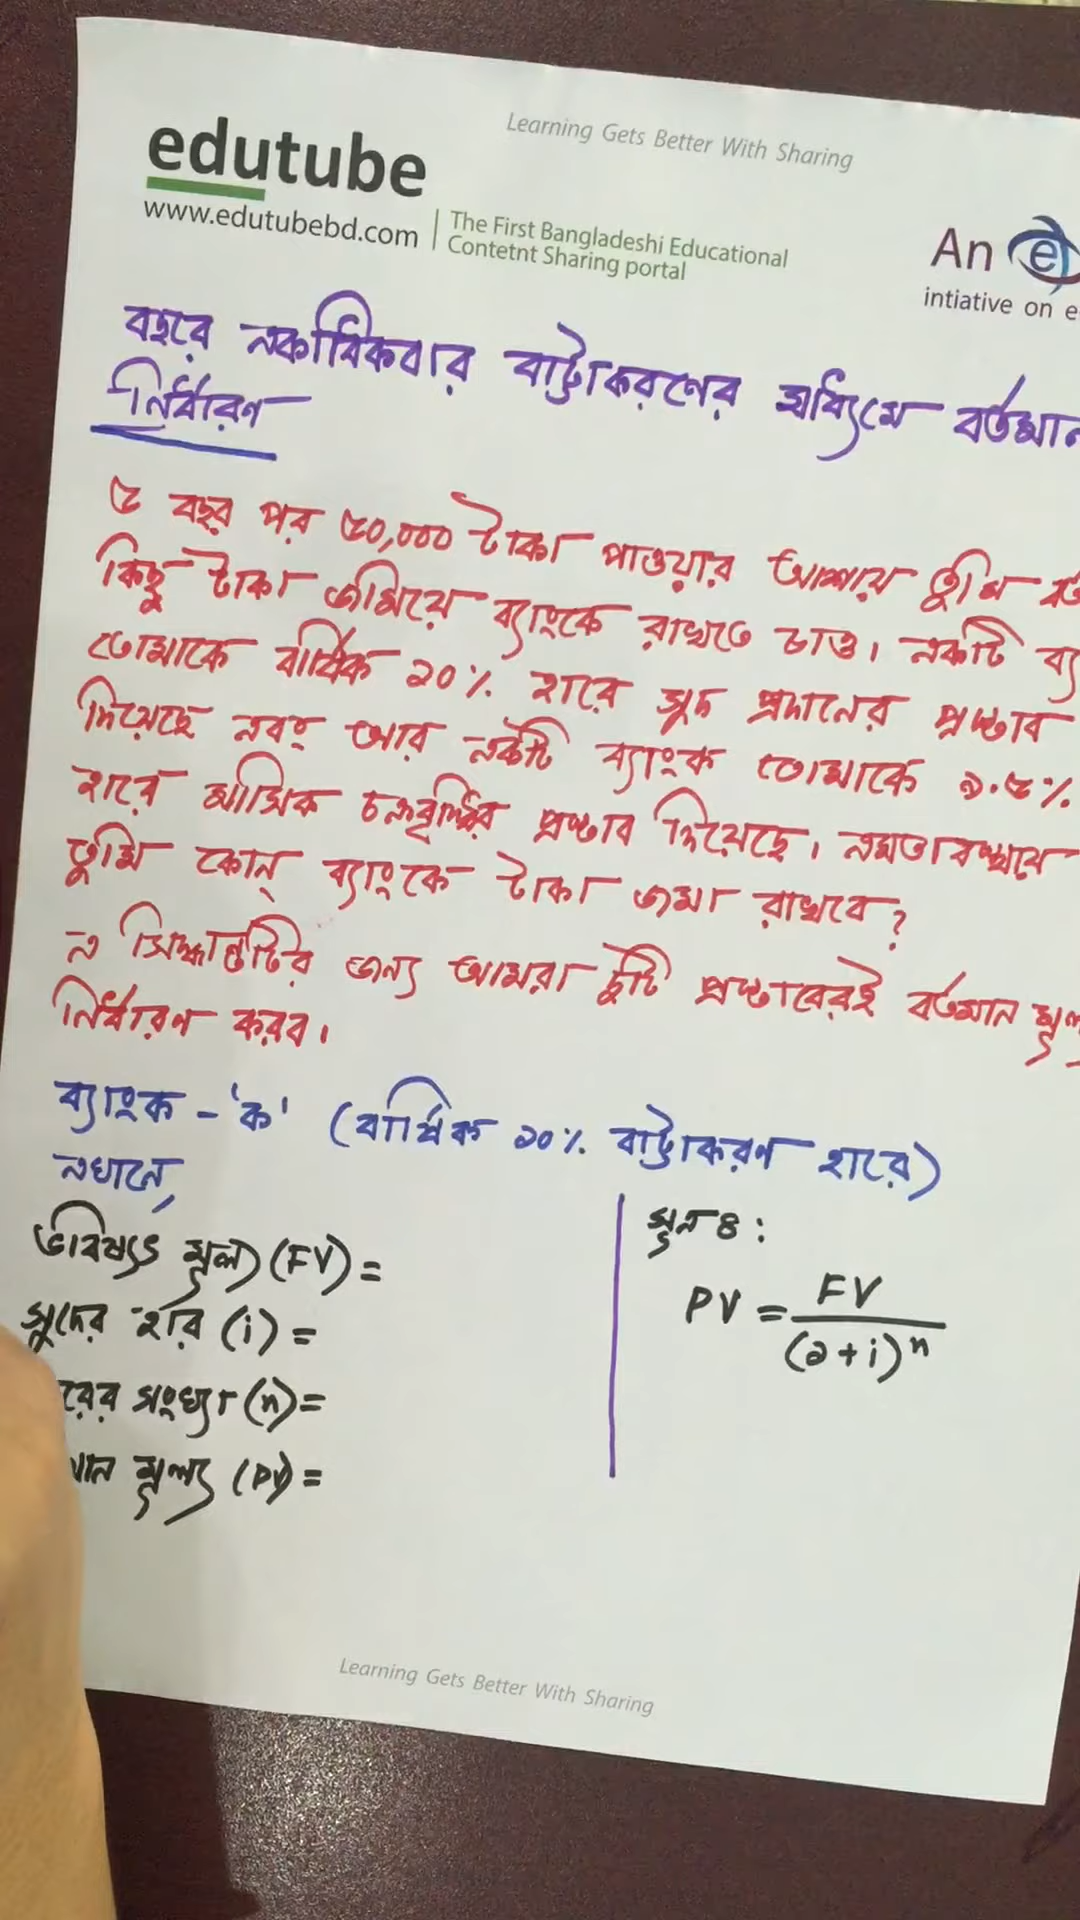 Learning Gets Better With Sharing
edutube
www.edutubebd.com
The First Bangladeshi Educational
Contetnt Sharing portal
An e
intiative on e
বছরে একাধিকবার বাট্টাকরণের মাধ্যমে বর্তমান
নির্ধারণ
৫ বছর পর ৫০,০০০ টাকা পাওয়ার আশায় তুমি
কিছু টাকা জমিয়ে ব্যাংকে রাখতে চাও। একটি
তোমাকে বার্ষিক ১০% হারে সুদ প্রদানের প্রস্তাব
দিয়েছে এবং আর একটি ব্যাংক তোমাকে ৯.৫%
হারে মাসিক চক্রবৃদ্ধির প্রস্তাব দিয়েছে। এমতাবস্থায়
তুমি কোন্ ব্যাংকে টাকা জমা রাখবে?
এ সিদ্ধান্তটির জন্য আমরা দুটি প্রস্তাবেরই বর্তমান মূল্য
নির্ধারণ করব।
ব্যাংক - 'ক' (বার্ষিক ১০% বাট্টাকরণ হারে)
এখানে,
ভবিষ্যৎ মূল্য (FV) =
সুদের হার (i) =
রের সংখ্যা (n) =
মান মূল্য (PV) =
সূত্র ৪ :
PV = FV / (১+i)^n
Learning Gets Better With Sharing